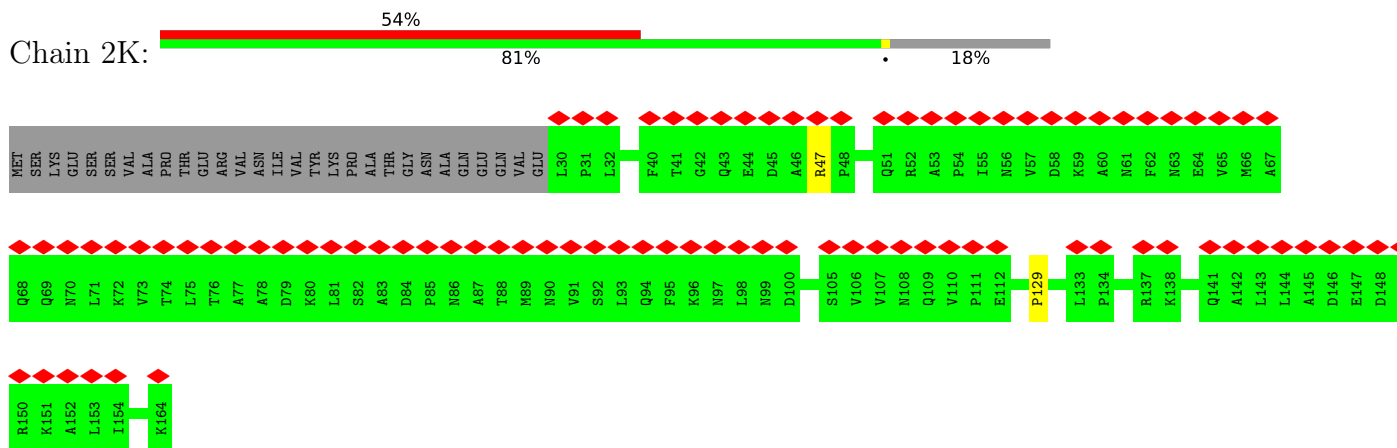 54%
Chain 2K:
81% • 18%
MET SER LYS GLU SER SER VAL ALA PRO THR GLU ARG VAL ASN ILE VAL TYR LYS PRO ALA THR GLY ASN ALA GLN GLU GLN VAL GLU L30 P31 L32 F40 T41 G42 Q43 E44 D45 A46 R47 P48 Q51 R52 A53 P54 I55 N56 V57 D58 K59 A60 N61 F62 N63 E64 V65 M66 A67
Q68 Q69 N70 L71 K72 V73 T74 L75 T76 A77 A78 D79 K80 L81 S82 A83 D84 P85 N86 A87 T88 M89 N90 V91 S92 L93 Q94 F95 K96 N97 L98 N99 D100 S105 V106 V107 N108 Q109 V110 P111 E112 P129 L133 P134 R137 K138 Q141 A142 L143 L144 A145 D146 E147 D148
R150 K151 A152 L153 I154 K164